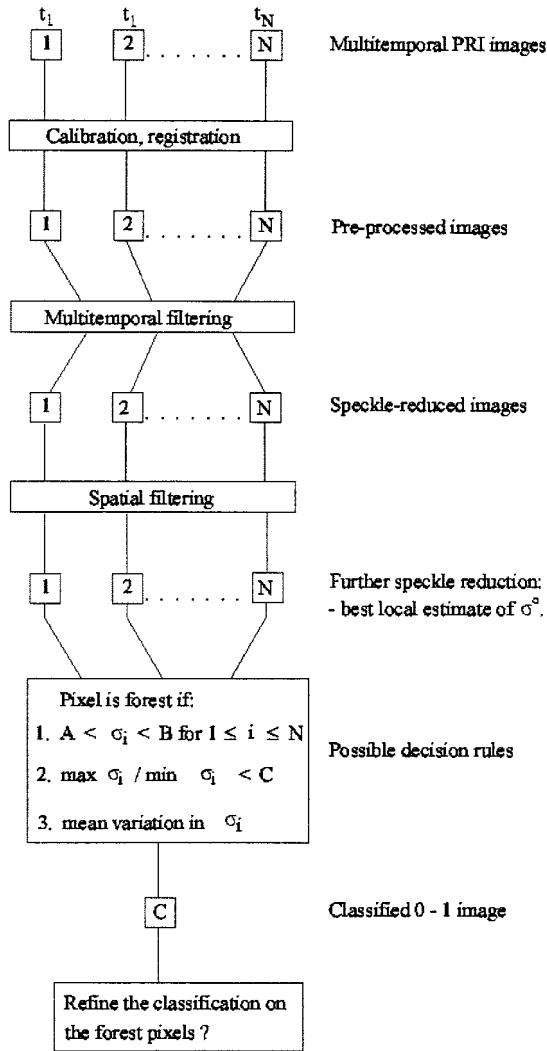 t₁ t₁ t_N
1 2 . . . . . . . N Multitemporal PRI images
Calibration, registration
1 2 . . . . . . . N Pre-processed images
Multitemporal filtering
1 2 . . . . . . . N Speckle-reduced images
Spatial filtering
1 2 . . . . . . . N Further speckle reduction:
- best local estimate of σ°.
Pixel is forest if:
1. A < σᵢ < B for 1 ≤ i ≤ N
Possible decision rules
2. max σᵢ / min σᵢ < C
3. mean variation in σᵢ
C Classified 0 - 1 image
Refine the classification on
the forest pixels ?